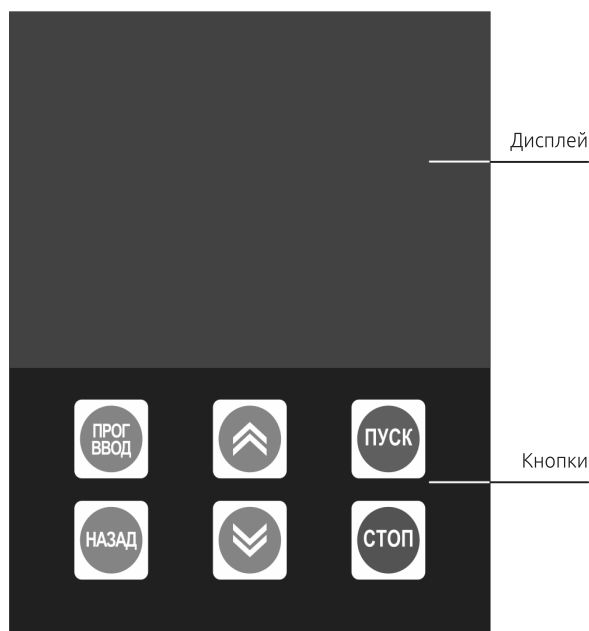 Дисплей
ПРОГ
ВВОД
ПУСК
Кнопки
НАЗАД
СТОП